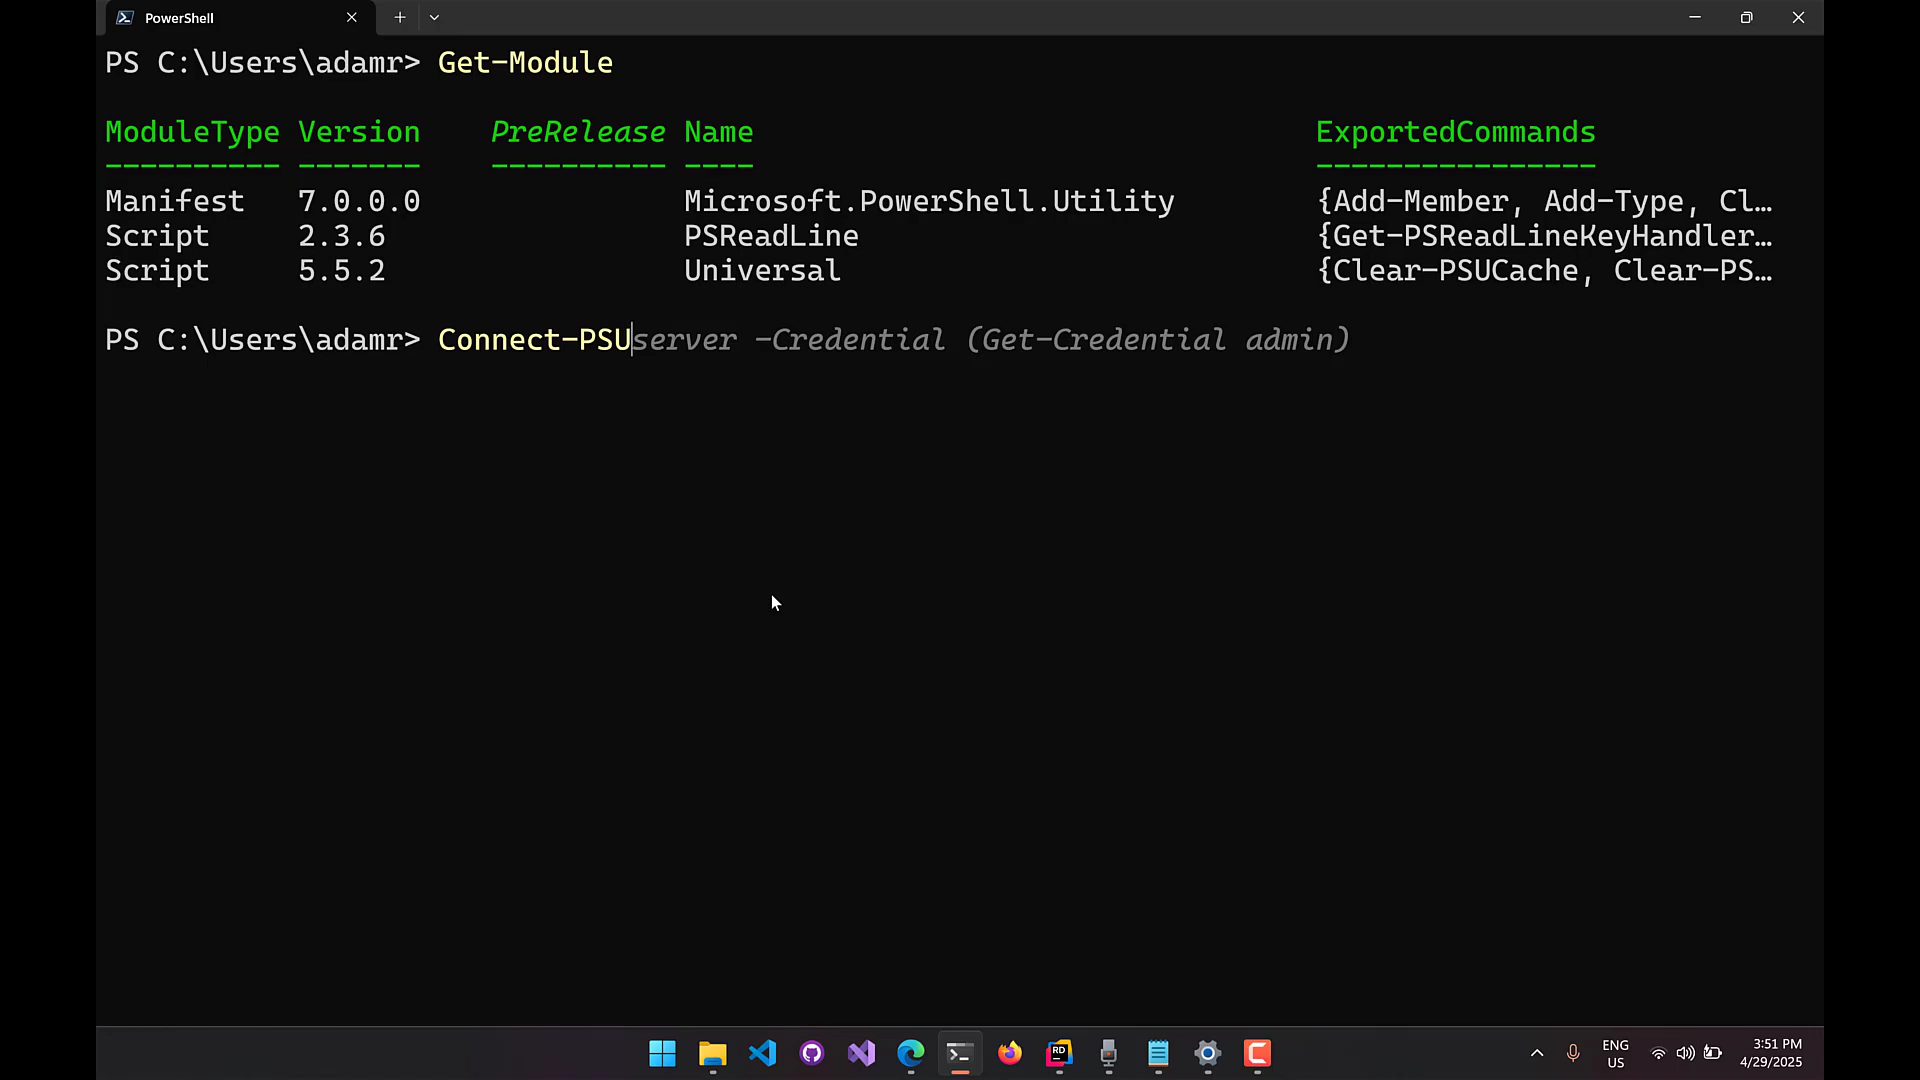 PowerShell
PS C:\Users\adamr> Get-Module
ModuleType Version PreRelease Name ExportedCommands
---------- ------- ---------- ---- ----------------
Manifest 7.0.0.0 Microsoft.PowerShell.Utility {Add-Member, Add-Type, Cl…
Script 2.3.6 PSReadLine {Get-PSReadLineKeyHandler…
Script 5.5.2 Universal {Clear-PSUCache, Clear-PS…
PS C:\Users\adamr> Connect-PSUserver -Credential (Get-Credential admin)
RD
ENG
US
3:51 PM
4/29/2025